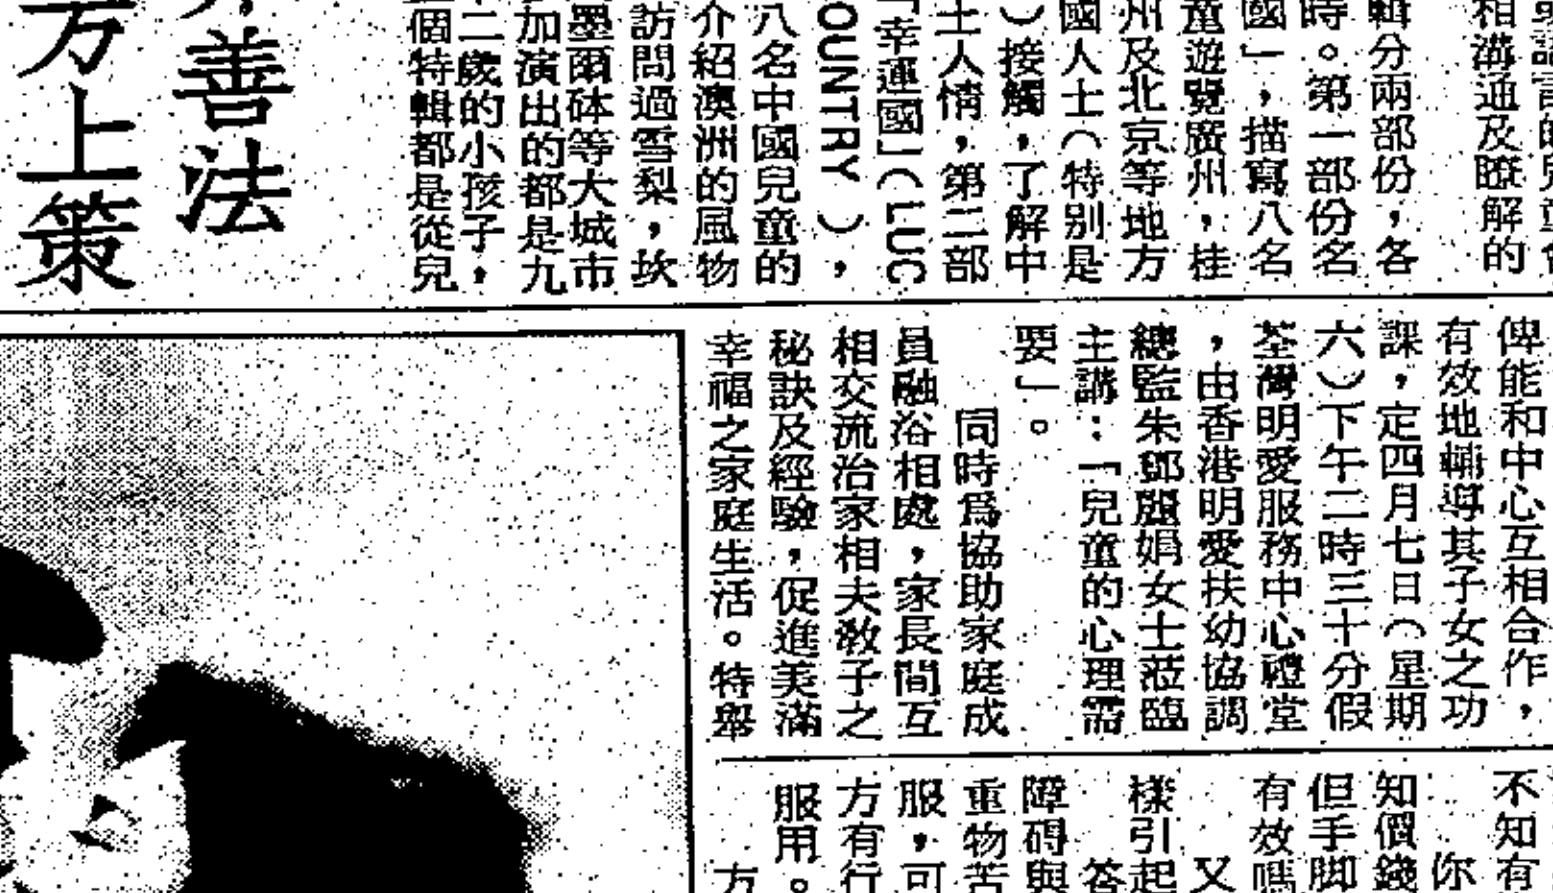 相溝通及瞭解的
輯分兩部份，各
時。第一部份名
國」，描寫八名
童遊覽廣州，桂
州及北京等地方
國人士（特別是
）接觸，了解中
土人情，第二部
「幸運國」（LUC
OUNTRY），
八名中國兒童的
介紹澳洲的風物
訪問過雪梨，坎
墨爾砵等大城市
加演出的都是九
十二歲的小孩子，
個特輯都是從兒
善法
方上策
俾能和中心互相合作，
有效地輔導其子女之功
課，定四月七日（星期
六）下午二時三十分假
荃灣明愛服務中心禮堂
，由香港明愛扶幼協調
總監朱鄧麗娟女士蒞臨
主講：「兒童的心理需
要」。
同時爲協助家庭成
員融洽相處，家長間互
相交流治家相夫教子之
秘訣及經驗，促進美滿
幸福之家庭生活。特舉
不知有
你
知價錢
但手脚
有效嗎
又
樣引起
答
障碍與
重物苦
服，可
方有行
服用。
方